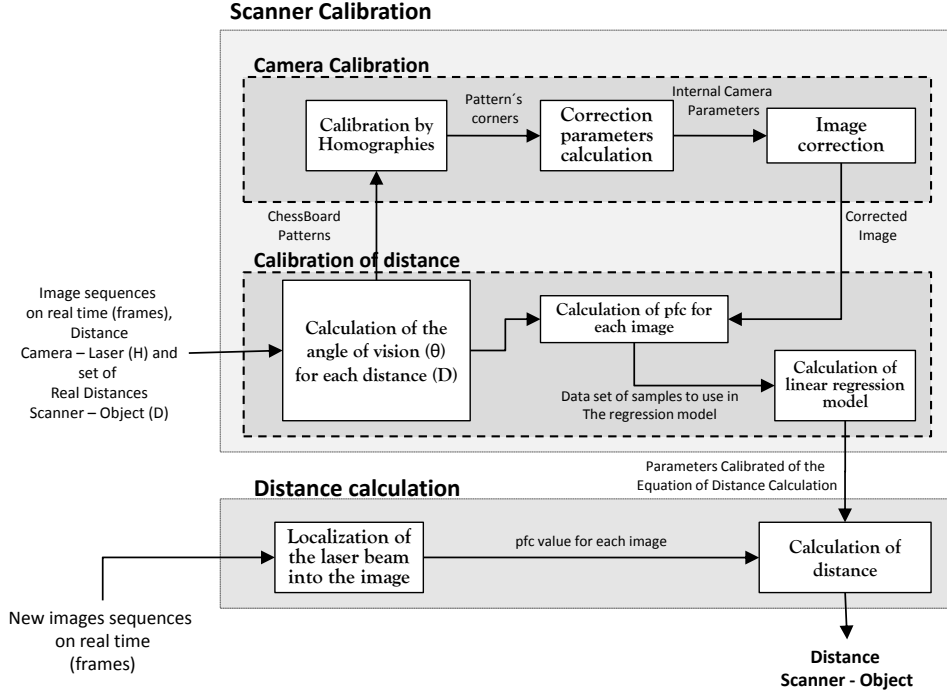 Scanner Calibration
Camera Calibration
Calibration by
Homographies
Pattern´s
corners
Correction
parameters
calculation
Internal Camera
Parameters
Image
correction
ChessBoard
Patterns
Corrected
Image
Calibration of distance
Image sequences
on real time (frames),
Distance
Camera – Laser (H) and
set of
Real Distances
Scanner – Object (D)
Calculation of the
angle of vision (θ)
for each distance (D)
Calculation of pfc for
each image
Data set of samples to use in
The regression model
Calculation of
linear regression
model
Parameters Calibrated of the
Equation of Distance Calculation
Distance calculation
Localization of
the laser beam
into the image
pfc value for each image
Calculation of
distance
New images sequences
on real time
(frames)
Distance
Scanner - Object